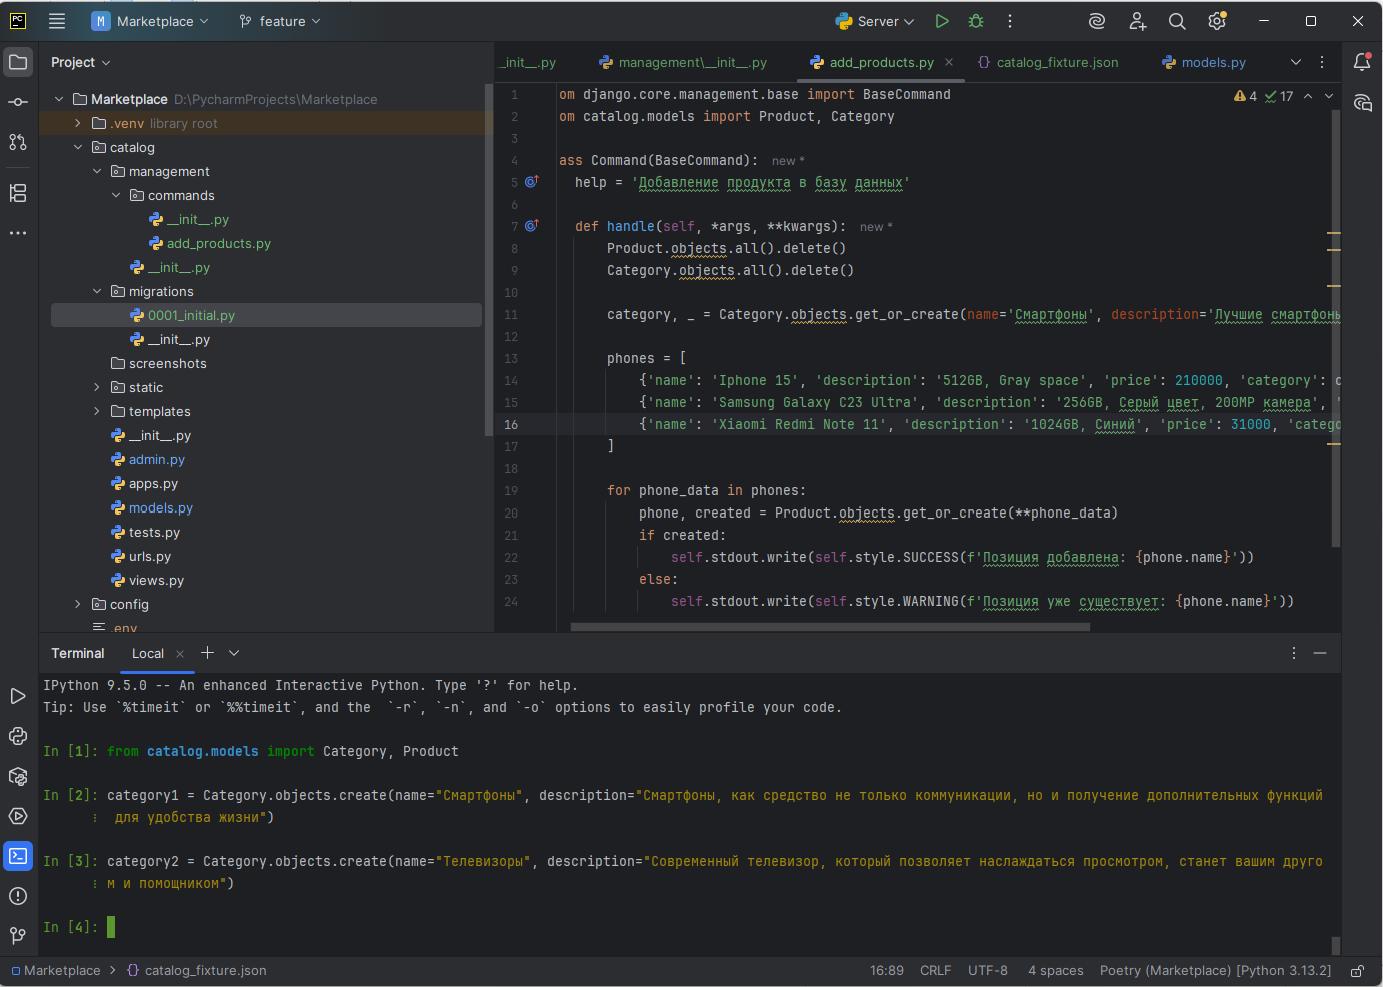 PC
M Marketplace
feature
Server
Project
_init_.py
management\__init__.py
add_products.py
catalog_fixture.json
models.py
Marketplace D:\PycharmProjects\Marketplace
.venv library root
catalog
management
commands
__init__.py
add_products.py
__init__.py
migrations
0001_initial.py
__init__.py
screenshots
static
templates
__init__.py
admin.py
apps.py
models.py
tests.py
urls.py
views.py
config
.env
4 17
1 om django.core.management.base import BaseCommand
2 om catalog.models import Product, Category
3
4 ass Command(BaseCommand): new *
5 help = 'Добавление продукта в базу данных'
6
7 def handle(self, *args, **kwargs): new *
8 Product.objects.all().delete()
9 Category.objects.all().delete()
10
11 category, _ = Category.objects.get_or_create(name='Смартфоны', description='Лучшие смартфоны
12
13 phones = [
14 {'name': 'Iphone 15', 'description': '512GB, Gray space', 'price': 210000, 'category': c
15 {'name': 'Samsung Galaxy C23 Ultra', 'description': '256GB, Серый цвет, 200MP камера', '
16 {'name': 'Xiaomi Redmi Note 11', 'description': '1024GB, Синий', 'price': 31000, 'catego
17 ]
18
19 for phone_data in phones:
20 phone, created = Product.objects.get_or_create(**phone_data)
21 if created:
22 self.stdout.write(self.style.SUCCESS(f'Позиция добавлена: {phone.name}'))
23 else:
24 self.stdout.write(self.style.WARNING(f'Позиция уже существует: {phone.name}'))
Terminal Local
IPython 9.5.0 -- An enhanced Interactive Python. Type '?' for help.
Tip: Use `%timeit` or `%%timeit`, and the `-r`, `-n`, and `-o` options to easily profile your code.
In [1]: from catalog.models import Category, Product
In [2]: category1 = Category.objects.create(name="Смартфоны", description="Смартфоны, как средство не только коммуникации, но и получение дополнительных функций
⋮ для удобства жизни")
In [3]: category2 = Category.objects.create(name="Телевизоры", description="Современный телевизор, который позволяет наслаждаться просмотром, станет вашим друго
⋮ м и помощником")
In [4]:
Marketplace > catalog_fixture.json
16:89 CRLF UTF-8 4 spaces Poetry (Marketplace) [Python 3.13.2]